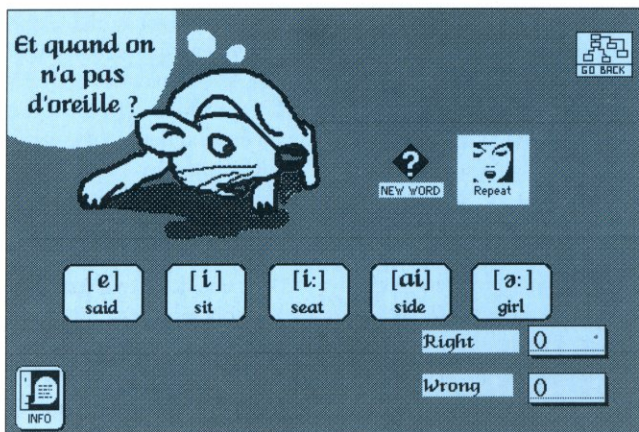 Et quand on
n'a pas
d'oreille ?
GO BACK
NEW WORD
Repeat
[e] [i] [i:] [ai] [ə:]
said sit seat side girl
Right 0
Wrong 0
INFO